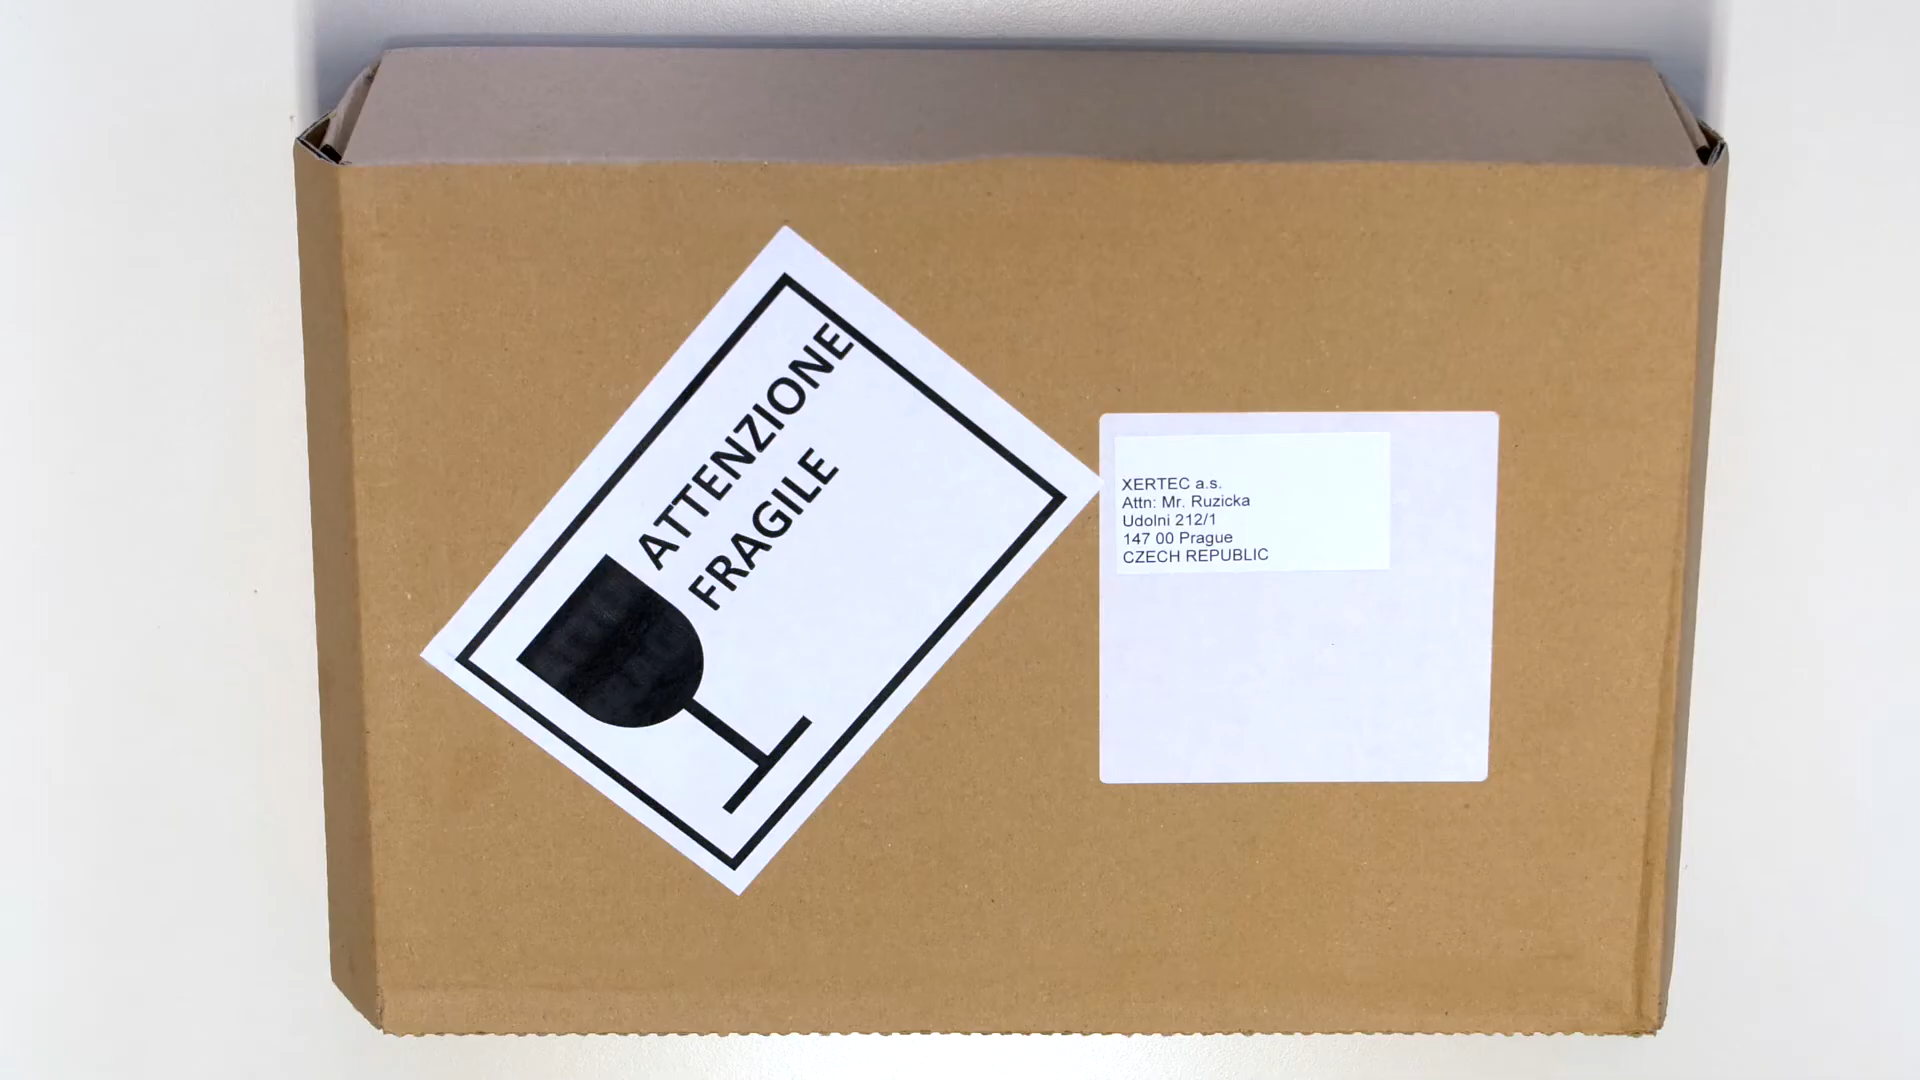 ATTENZIONE
FRAGILE
XERTEC a.s.
Attn: Mr. Ruzicka
Udolni 212/1
147 00 Prague
CZECH REPUBLIC